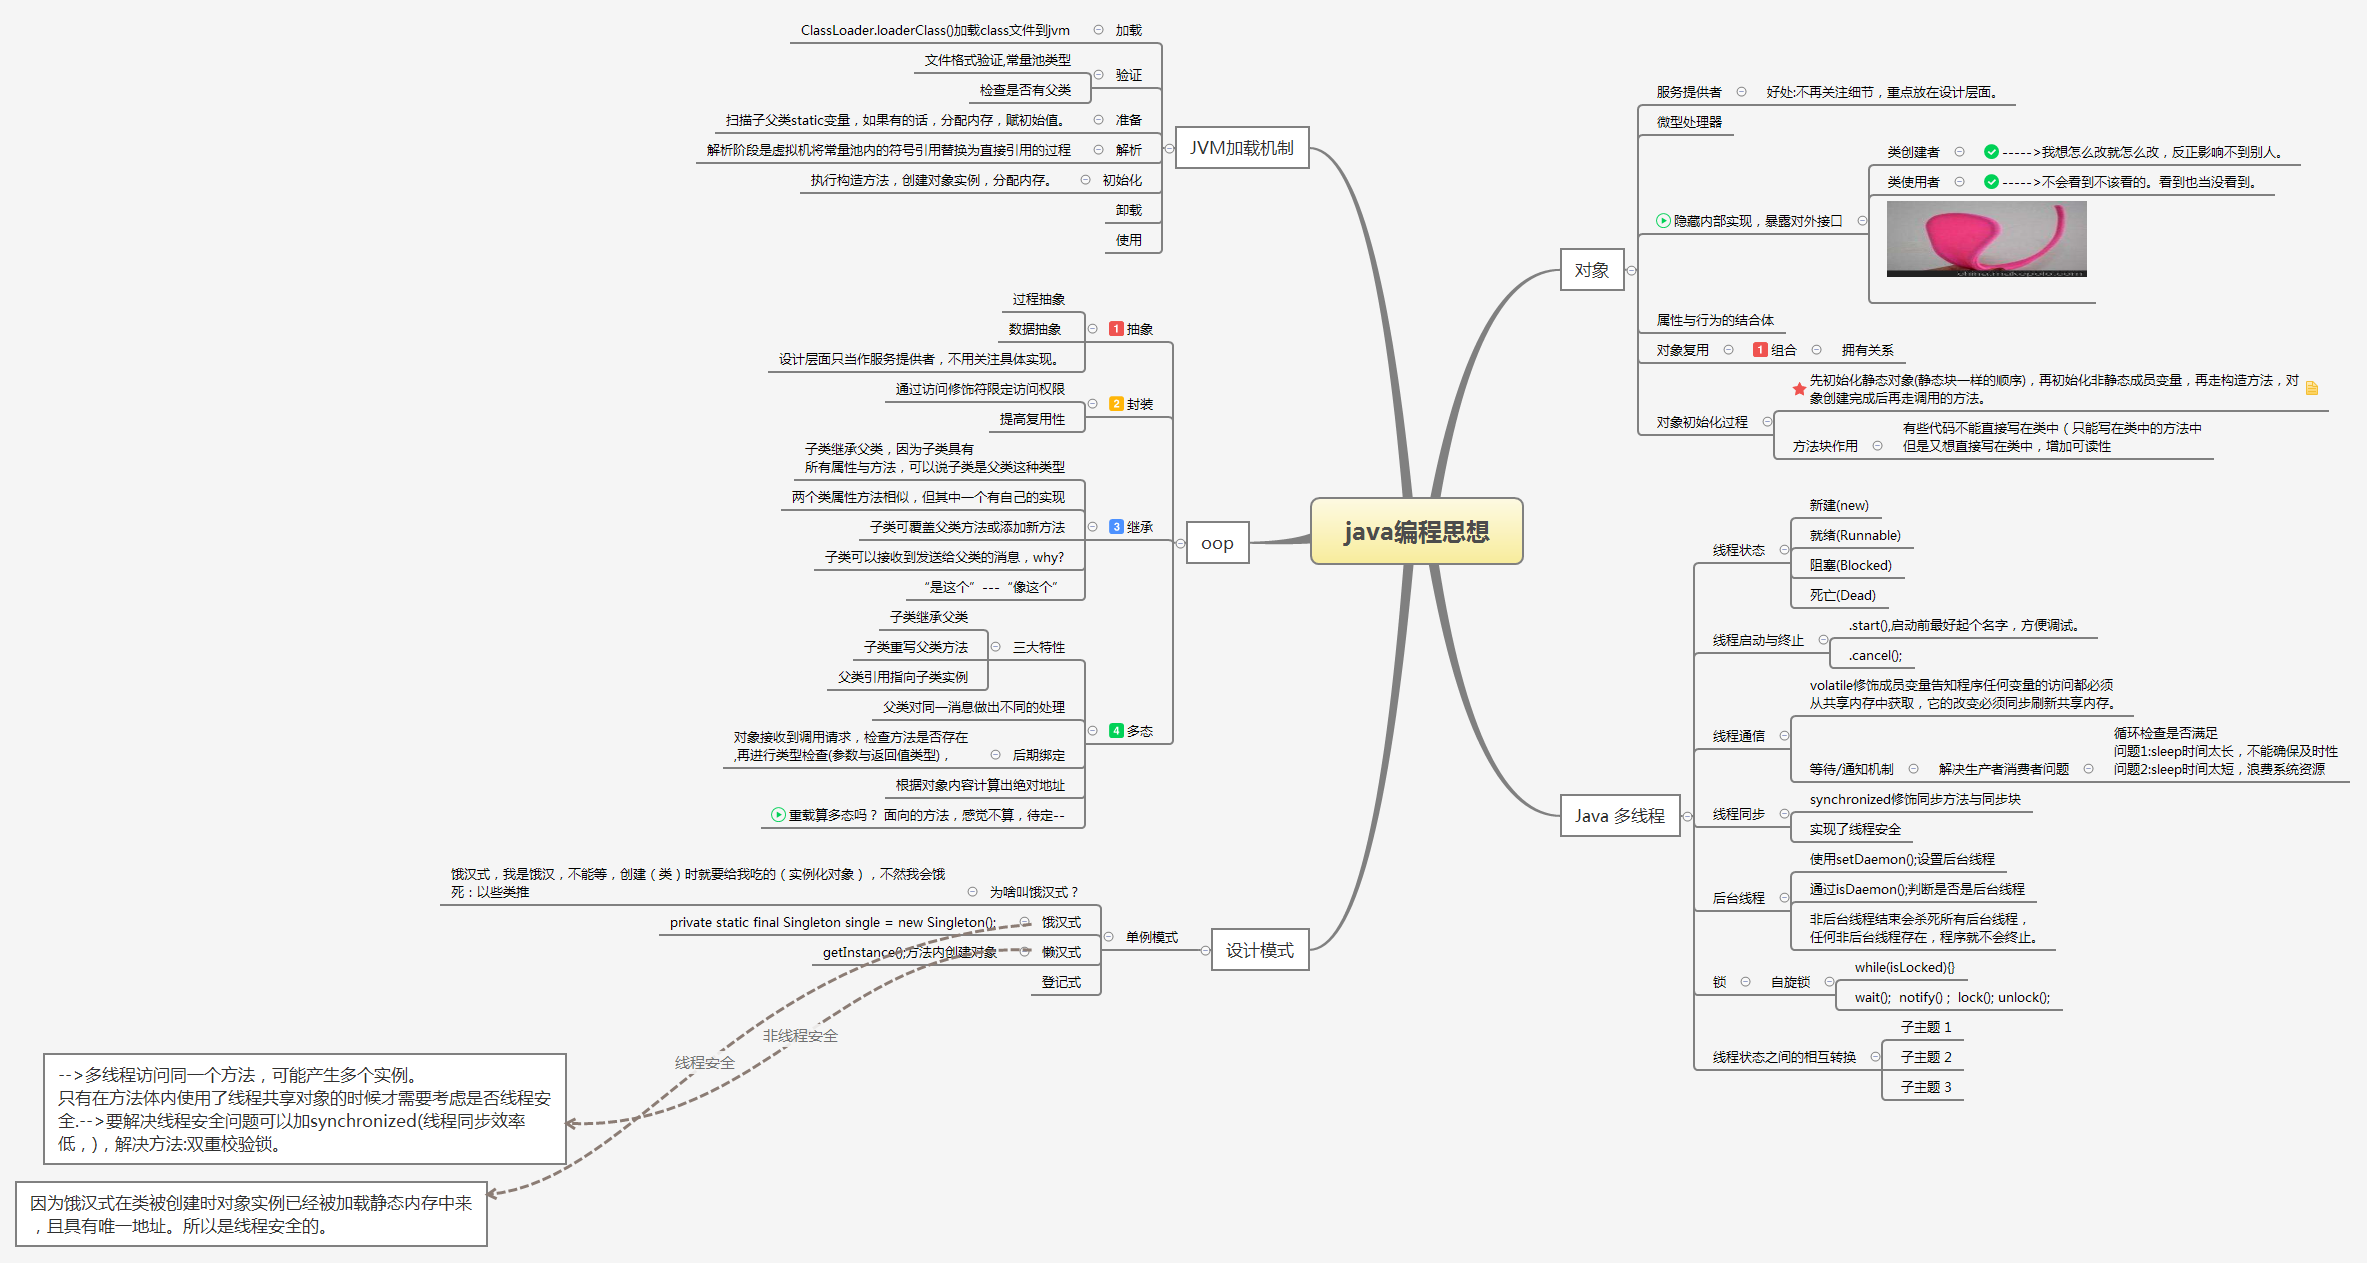 java编程思想
JVM加载机制
加载
ClassLoader.loaderClass()加载class文件到jvm
验证
文件格式验证,常量池类型
检查是否有父类
准备
扫描子父类static变量，如果有的话，分配内存，赋初始值。
解析
解析阶段是虚拟机将常量池内的符号引用替换为直接引用的过程
初始化
执行构造方法，创建对象实例，分配内存。
卸载
使用
oop
1 抽象
过程抽象
数据抽象
设计层面只当作服务提供者，不用关注具体实现。
2 封装
通过访问修饰符限定访问权限
提高复用性
3 继承
子类继承父类，因为子类具有
所有属性与方法，可以说子类是父类这种类型
两个类属性方法相似，但其中一个有自己的实现
子类可覆盖父类方法或添加新方法
子类可以接收到发送给父类的消息，why?
“是这个”---“像这个”
4 多态
三大特性
子类继承父类
子类重写父类方法
父类引用指向子类实例
父类对同一消息做出不同的处理
后期绑定
对象接收到调用请求，检查方法是否存在
,再进行类型检查(参数与返回值类型)，
根据对象内容计算出绝对地址
重载算多态吗？ 面向的方法，感觉不算，待定--
设计模式
单例模式
为啥叫饿汉式？
饿汉式，我是饿汉，不能等，创建（类）时就要给我吃的（实例化对象），不然我会饿
死；以些类推
饿汉式
private static final Singleton single = new Singleton();
懒汉式
getInstance();方法内创建对象
登记式
非线程安全
线程安全
-->多线程访问同一个方法，可能产生多个实例。
只有在方法体内使用了线程共享对象的时候才需要考虑是否线程安
全.-->要解决线程安全问题可以加synchronized(线程同步效率
低，)，解决方法:双重校验锁。
因为饿汉式在类被创建时对象实例已经被加载静态内存中来
，且具有唯一地址。所以是线程安全的。
对象
服务提供者
好处:不再关注细节，重点放在设计层面。
微型处理器
隐藏内部实现，暴露对外接口
类创建者
----->我想怎么改就怎么改，反正影响不到别人。
类使用者
----->不会看到不该看的。看到也当没看到。
china.makepolo.com
属性与行为的结合体
对象复用
1 组合
拥有关系
对象初始化过程
先初始化静态对象(静态块一样的顺序)，再初始化非静态成员变量，再走构造方法，对
象创建完成后再走调用的方法。
方法块作用
有些代码不能直接写在类中（只能写在类中的方法中
但是又想直接写在类中，增加可读性
Java 多线程
线程状态
新建(new)
就绪(Runnable)
阻塞(Blocked)
死亡(Dead)
线程启动与终止
.start(),启动前最好起个名字，方便调试。
.cancel();
线程通信
volatile修饰成员变量告知程序任何变量的访问都必须
从共享内存中获取，它的改变必须同步刷新共享内存。
等待/通知机制
解决生产者消费者问题
循环检查是否满足
问题1:sleep时间太长，不能确保及时性
问题2:sleep时间太短，浪费系统资源
线程同步
synchronized修饰同步方法与同步块
实现了线程安全
后台线程
使用setDaemon();设置后台线程
通过isDaemon();判断是否是后台线程
非后台线程结束会杀死所有后台线程，
任何非后台线程存在，程序就不会终止。
锁
自旋锁
while(isLocked){}
wait(); notify() ; lock(); unlock();
线程状态之间的相互转换
子主题 1
子主题 2
子主题 3